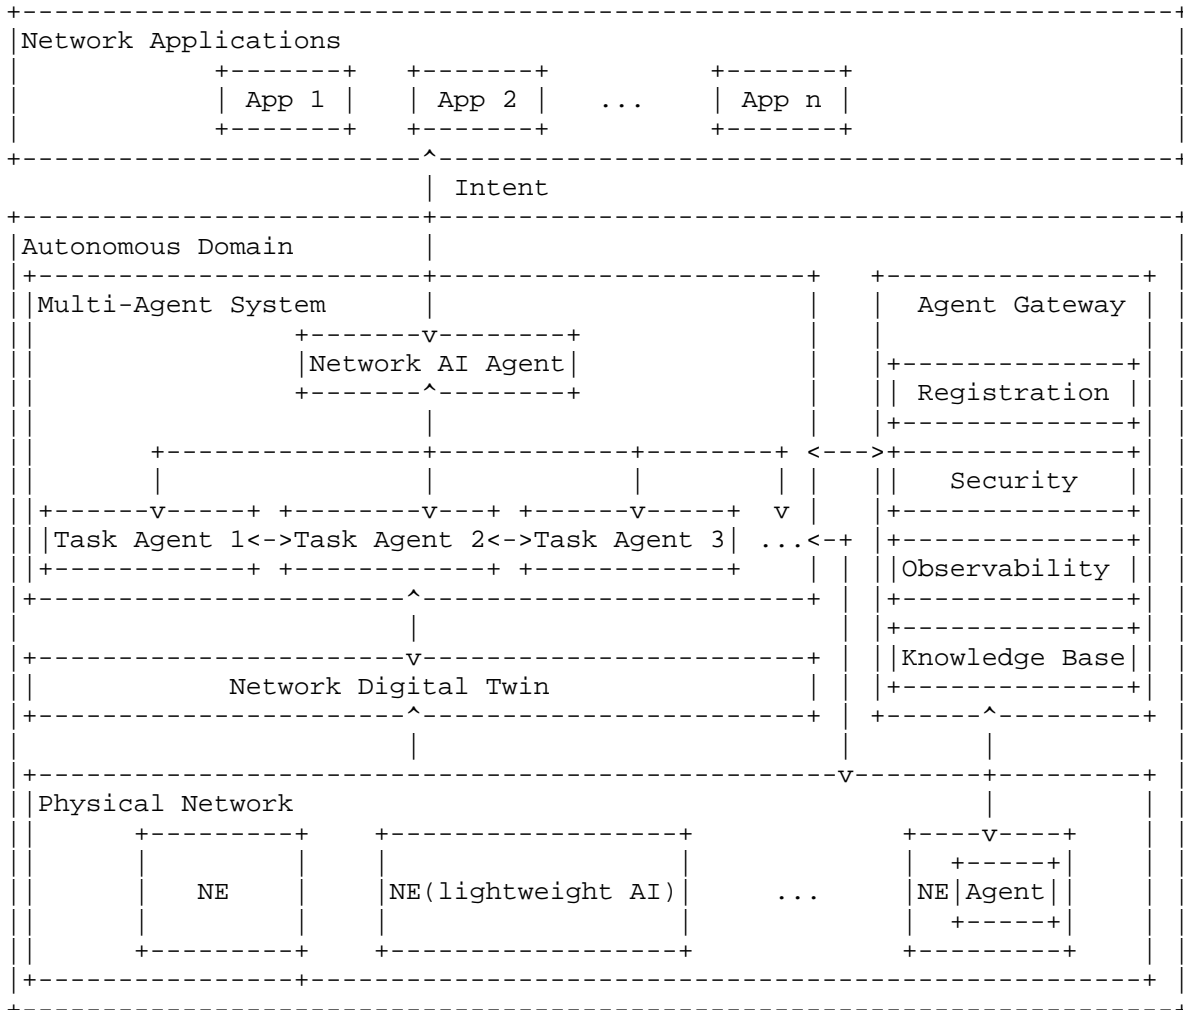 Network Applications
App 1 App 2 ... App n
Intent
Autonomous Domain
Multi-Agent System Agent Gateway
Network AI Agent
Registration
Security
Task Agent 1<->Task Agent 2<->Task Agent 3 ...
Observability
Knowledge Base
Network Digital Twin
Physical Network
NE NE(lightweight AI) ... NE Agent